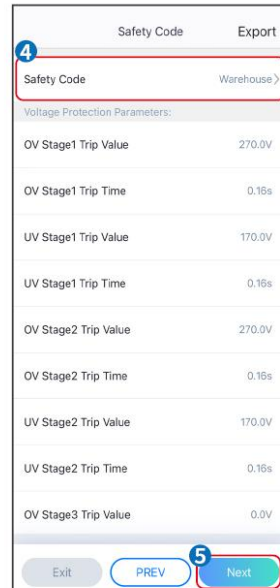 Safety Code Export
4
Safety Code Warehouse >
Voltage Protection Parameters:
OV Stage1 Trip Value 270.0V
OV Stage1 Trip Time 0.16s
UV Stage1 Trip Value 170.0V
UV Stage1 Trip Time 0.16s
OV Stage2 Trip Value 270.0V
OV Stage2 Trip Time 0.16s
UV Stage2 Trip Value 170.0V
UV Stage2 Trip Time 0.16s
OV Stage3 Trip Value 0.0V
5
Exit PREV Next